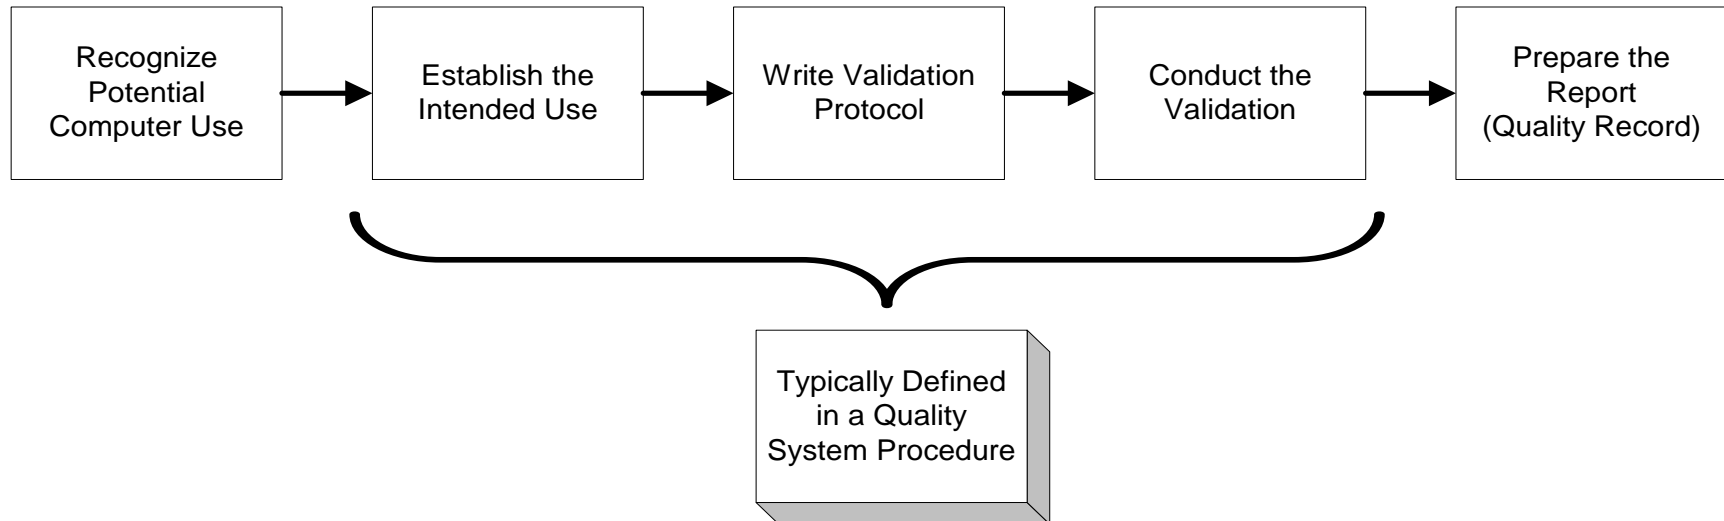 Recognize
Potential
Computer Use
Establish the
Intended Use
Write Validation
Protocol
Conduct the
Validation
Prepare the
Report
(Quality Record)
Typically Defined
in a Quality
System Procedure